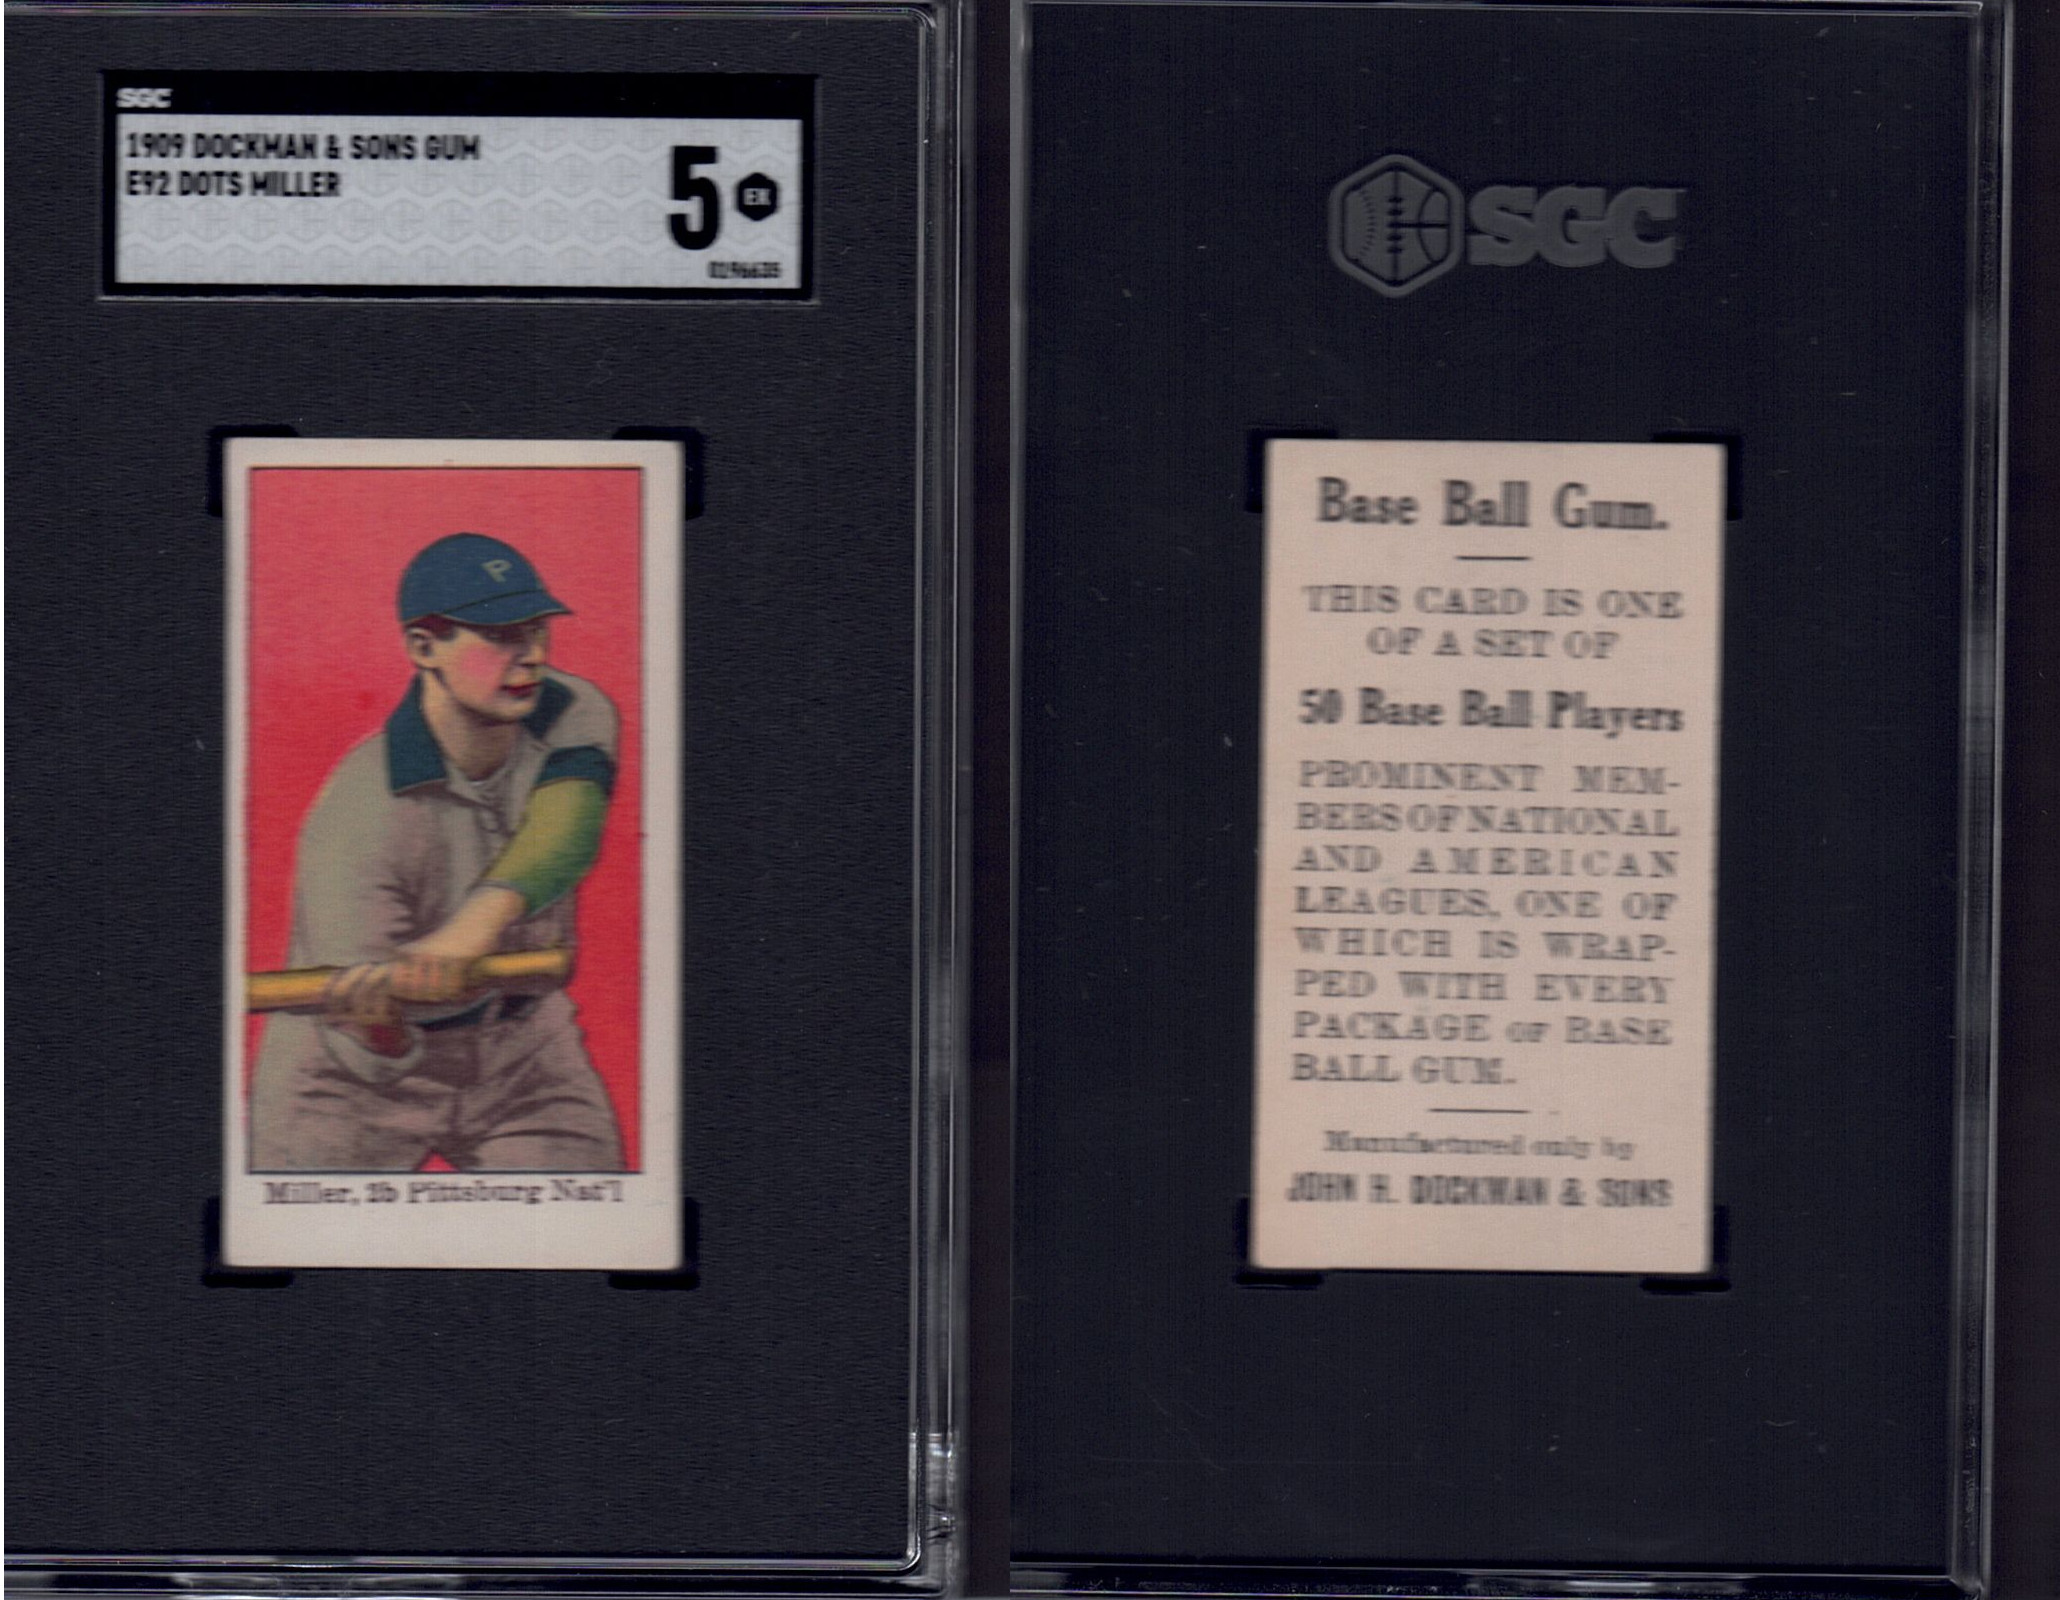 SGC
1909 DOCKMAN & SONS GUM
E92 DOTS MILLER
5 EX
0196635
P
Miller, 2b Pittsburg Nat'l
SGC
Base Ball Gum.
THIS CARD IS ONE
OF A SET OF
50 Base Ball Players
PROMINENT MEM-
BERS OF NATIONAL
AND AMERICAN
LEAGUES, ONE OF
WHICH IS WRAP-
PED WITH EVERY
PACKAGE OF BASE
BALL GUM.
Manufactured only by
JOHN H. DOCKMAN & SONS